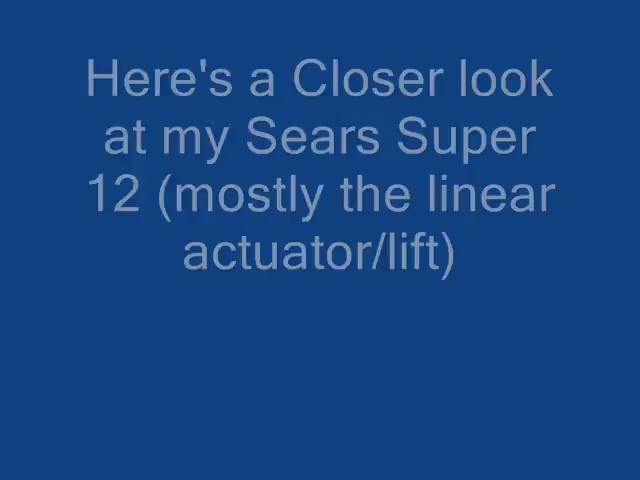 Here's a Closer look
at my Sears Super
12 (mostly the linear
actuator/lift)